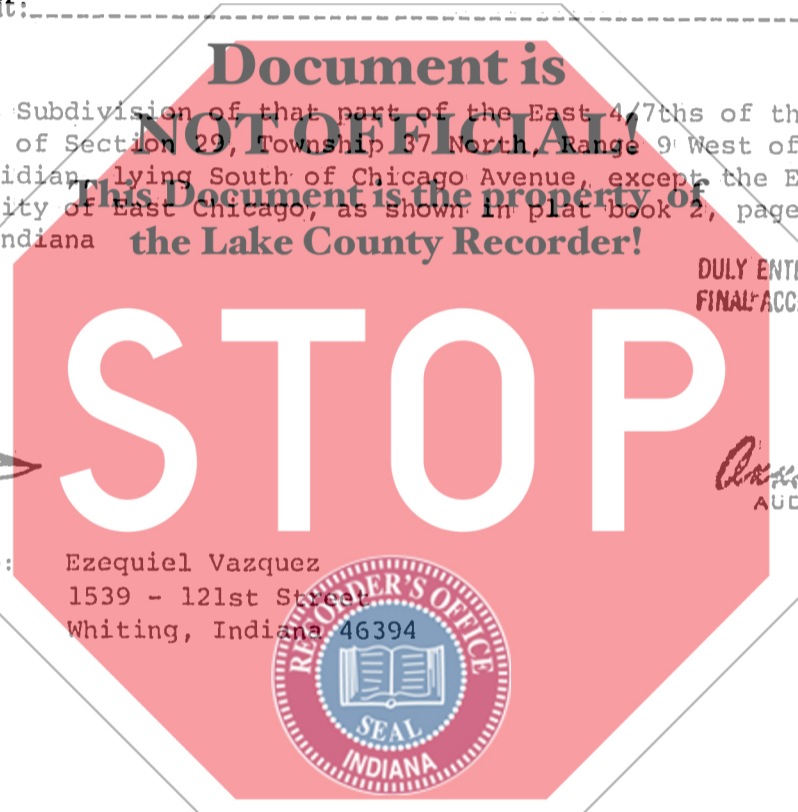 t:
Document is
Subdivision of that part of the East 4/7ths of th
NOT OFFICIAL!
of Section 29, Township 37 North, Range 9 West of
idian, lying South of Chicago Avenue, except the E
This Document is the property of
ity of East Chicago, as shown in plat book 2, page
ndiana
the Lake County Recorder!
DULY ENT
FINAL ACC
STOP
AUD
: Ezequiel Vazquez
1539 - 121st Street
Whiting, Indiana 46394
RECORDER'S OFFICE
SEAL
INDIANA